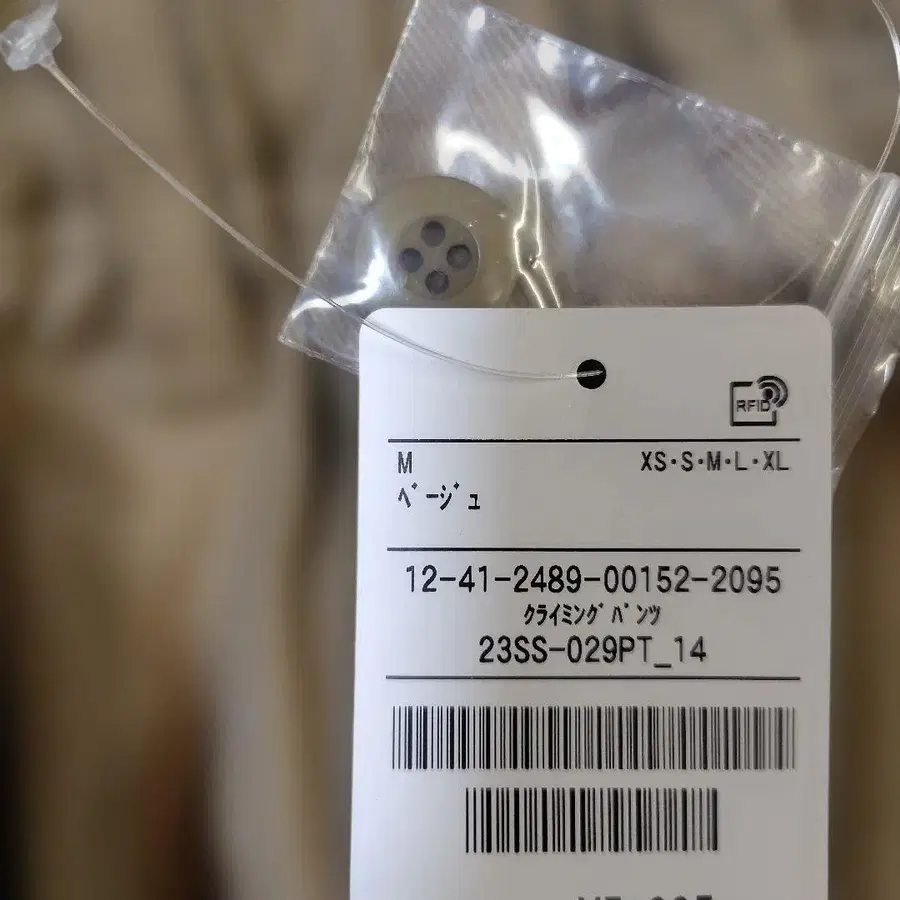 RFID
M XS・S・M・L・XL
ﾍﾞｰｼﾞｭ
12-41-2489-00152-2095
ｸﾗｲﾐﾝｸﾞﾊﾟﾝﾂ
23SS-029PT_14